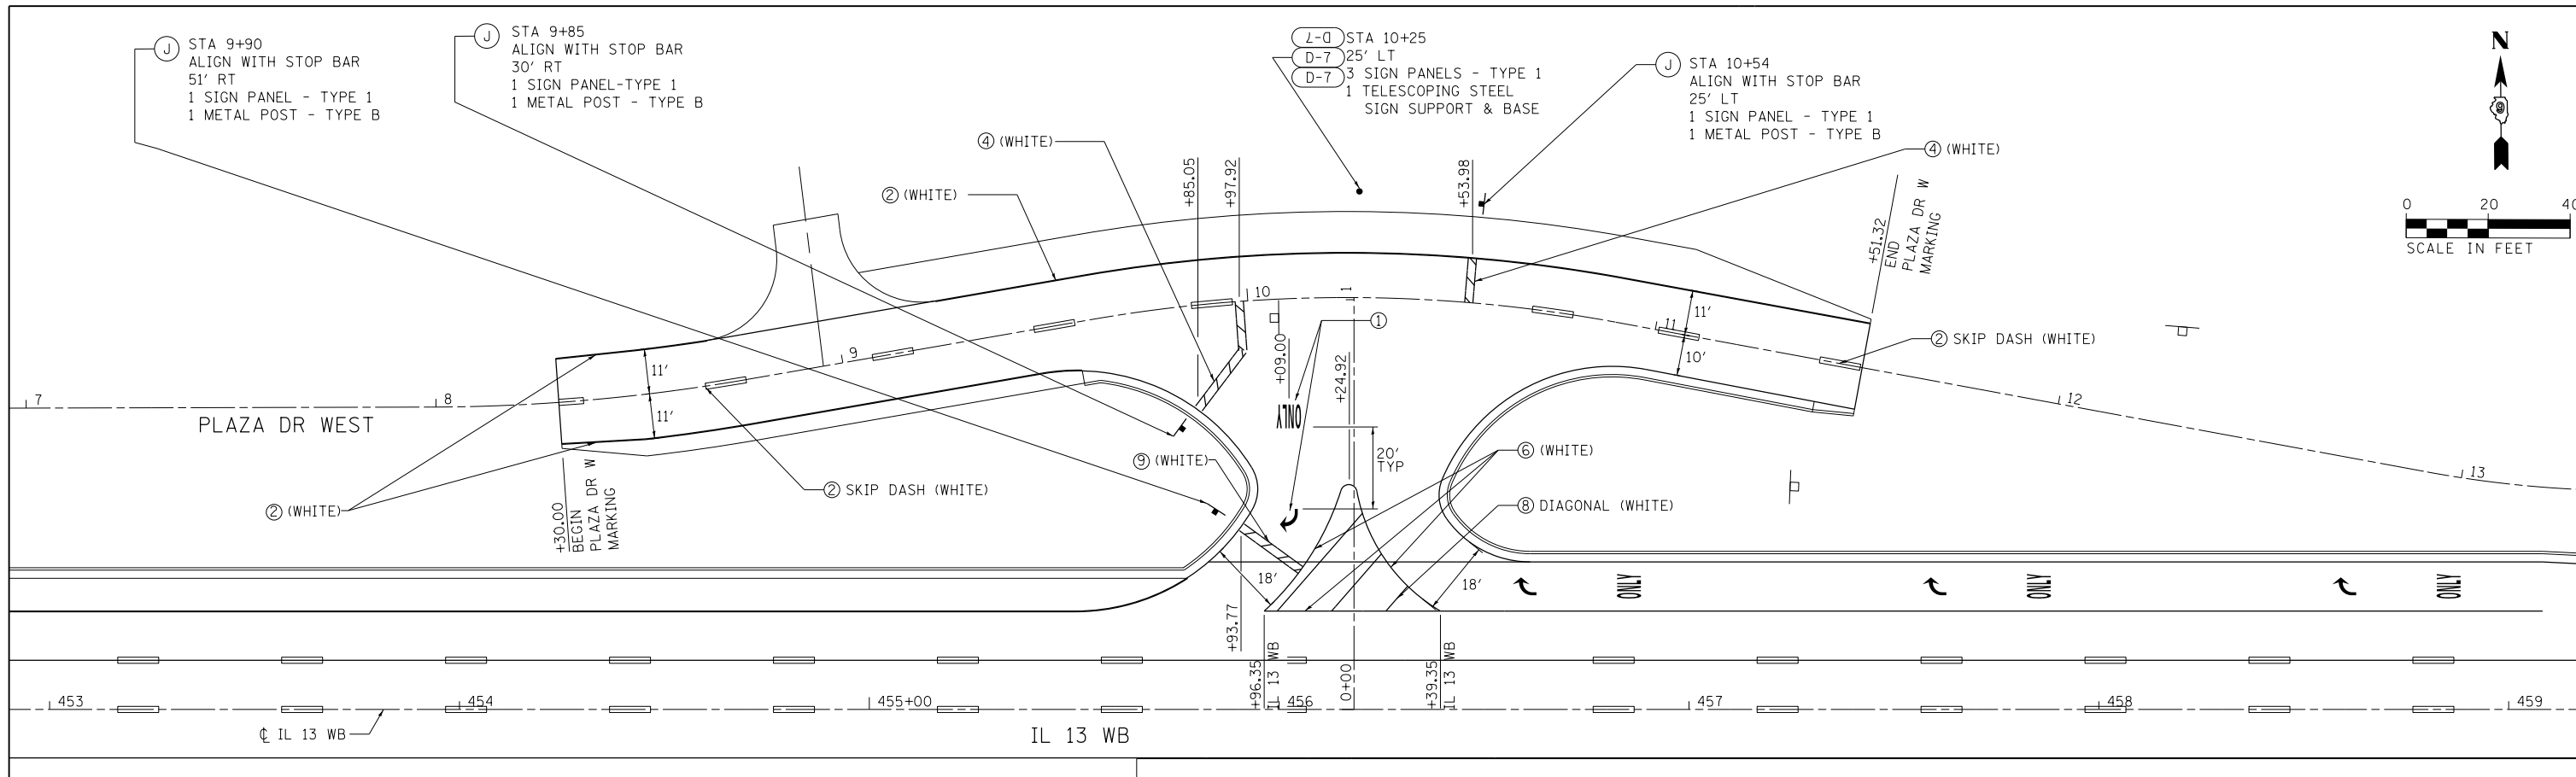 J
STA 9+90
ALIGN WITH STOP BAR
51' RT
1 SIGN PANEL - TYPE 1
1 METAL POST - TYPE B
J
STA 9+85
ALIGN WITH STOP BAR
30' RT
1 SIGN PANEL-TYPE 1
1 METAL POST - TYPE B
D-7
D-7
D-7
STA 10+25
25' LT
3 SIGN PANELS - TYPE 1
1 TELESCOPING STEEL
SIGN SUPPORT & BASE
J
STA 10+54
ALIGN WITH STOP BAR
25' LT
1 SIGN PANEL - TYPE 1
1 METAL POST - TYPE B
N
9
0 20 40
SCALE IN FEET
4 (WHITE)
4 (WHITE)
2 (WHITE)
+85.05
+97.92
+53.98
+51.32
END
PLAZA DR W
MARKING
10
1
1
11'
11
10'
2 SKIP DASH (WHITE)
9
11'
11'
+09.00
+24.92
7
8
12
13
PLAZA DR WEST
ONLY
20'
TYP
6 (WHITE)
9 (WHITE)
2 SKIP DASH (WHITE)
8 DIAGONAL (WHITE)
2 (WHITE)
+30.00
BEGIN
PLAZA DR W
MARKING
18'
18'
ONLY
ONLY
ONLY
+93.77
+96.35
IL 13 WB
0+00
+39.35
IL 13 WB
453
454
455+00
456
457
458
459
℄ IL 13 WB
IL 13 WB